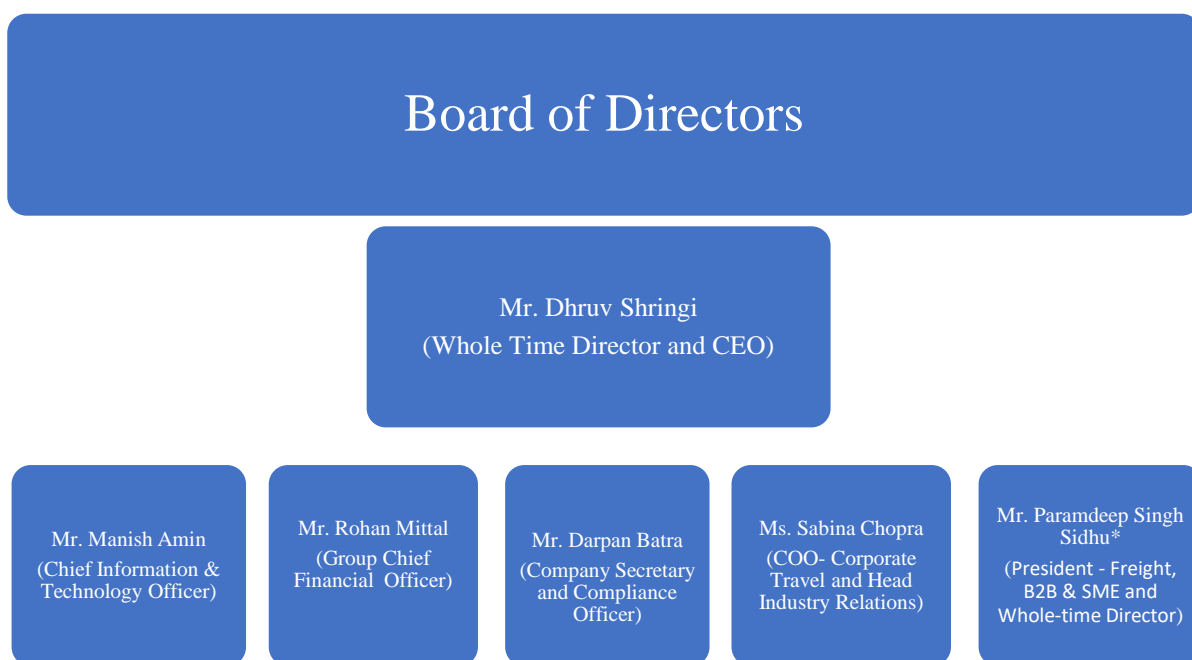 Board of Directors
Mr. Dhruv Shringi
(Whole Time Director and CEO)
Mr. Manish Amin
(Chief Information &
Technology Officer)
Mr. Rohan Mittal
(Group Chief
Financial Officer)
Mr. Darpan Batra
(Company Secretary
and Compliance
Officer)
Ms. Sabina Chopra
(COO- Corporate
Travel and Head
Industry Relations)
Mr. Paramdeep Singh
Sidhu*
(President - Freight,
B2B & SME and
Whole-time Director)